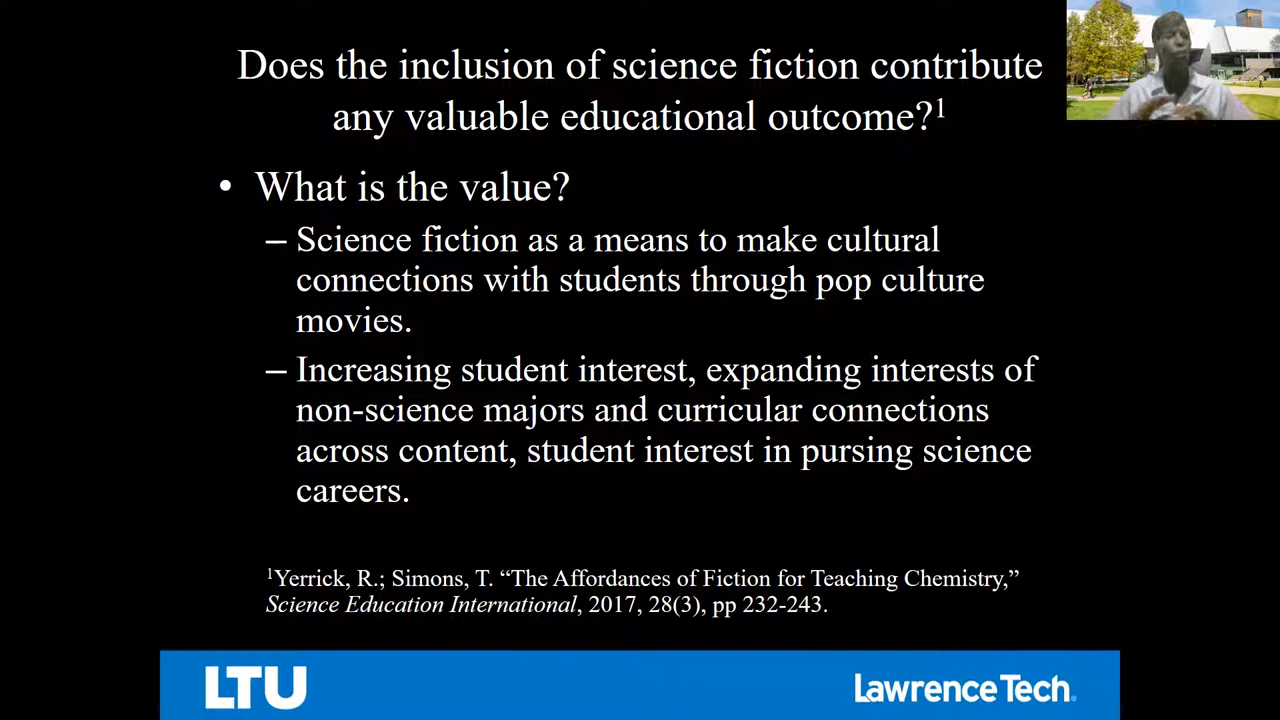 Does the inclusion of science fiction contribute
any valuable educational outcome?¹
• What is the value?
– Science fiction as a means to make cultural
connections with students through pop culture
movies.
– Increasing student interest, expanding interests of
non-science majors and curricular connections
across content, student interest in pursing science
careers.
¹Yerrick, R.; Simons, T. “The Affordances of Fiction for Teaching Chemistry,”
Science Education International, 2017, 28(3), pp 232-243.
LTU
Lawrence Tech.